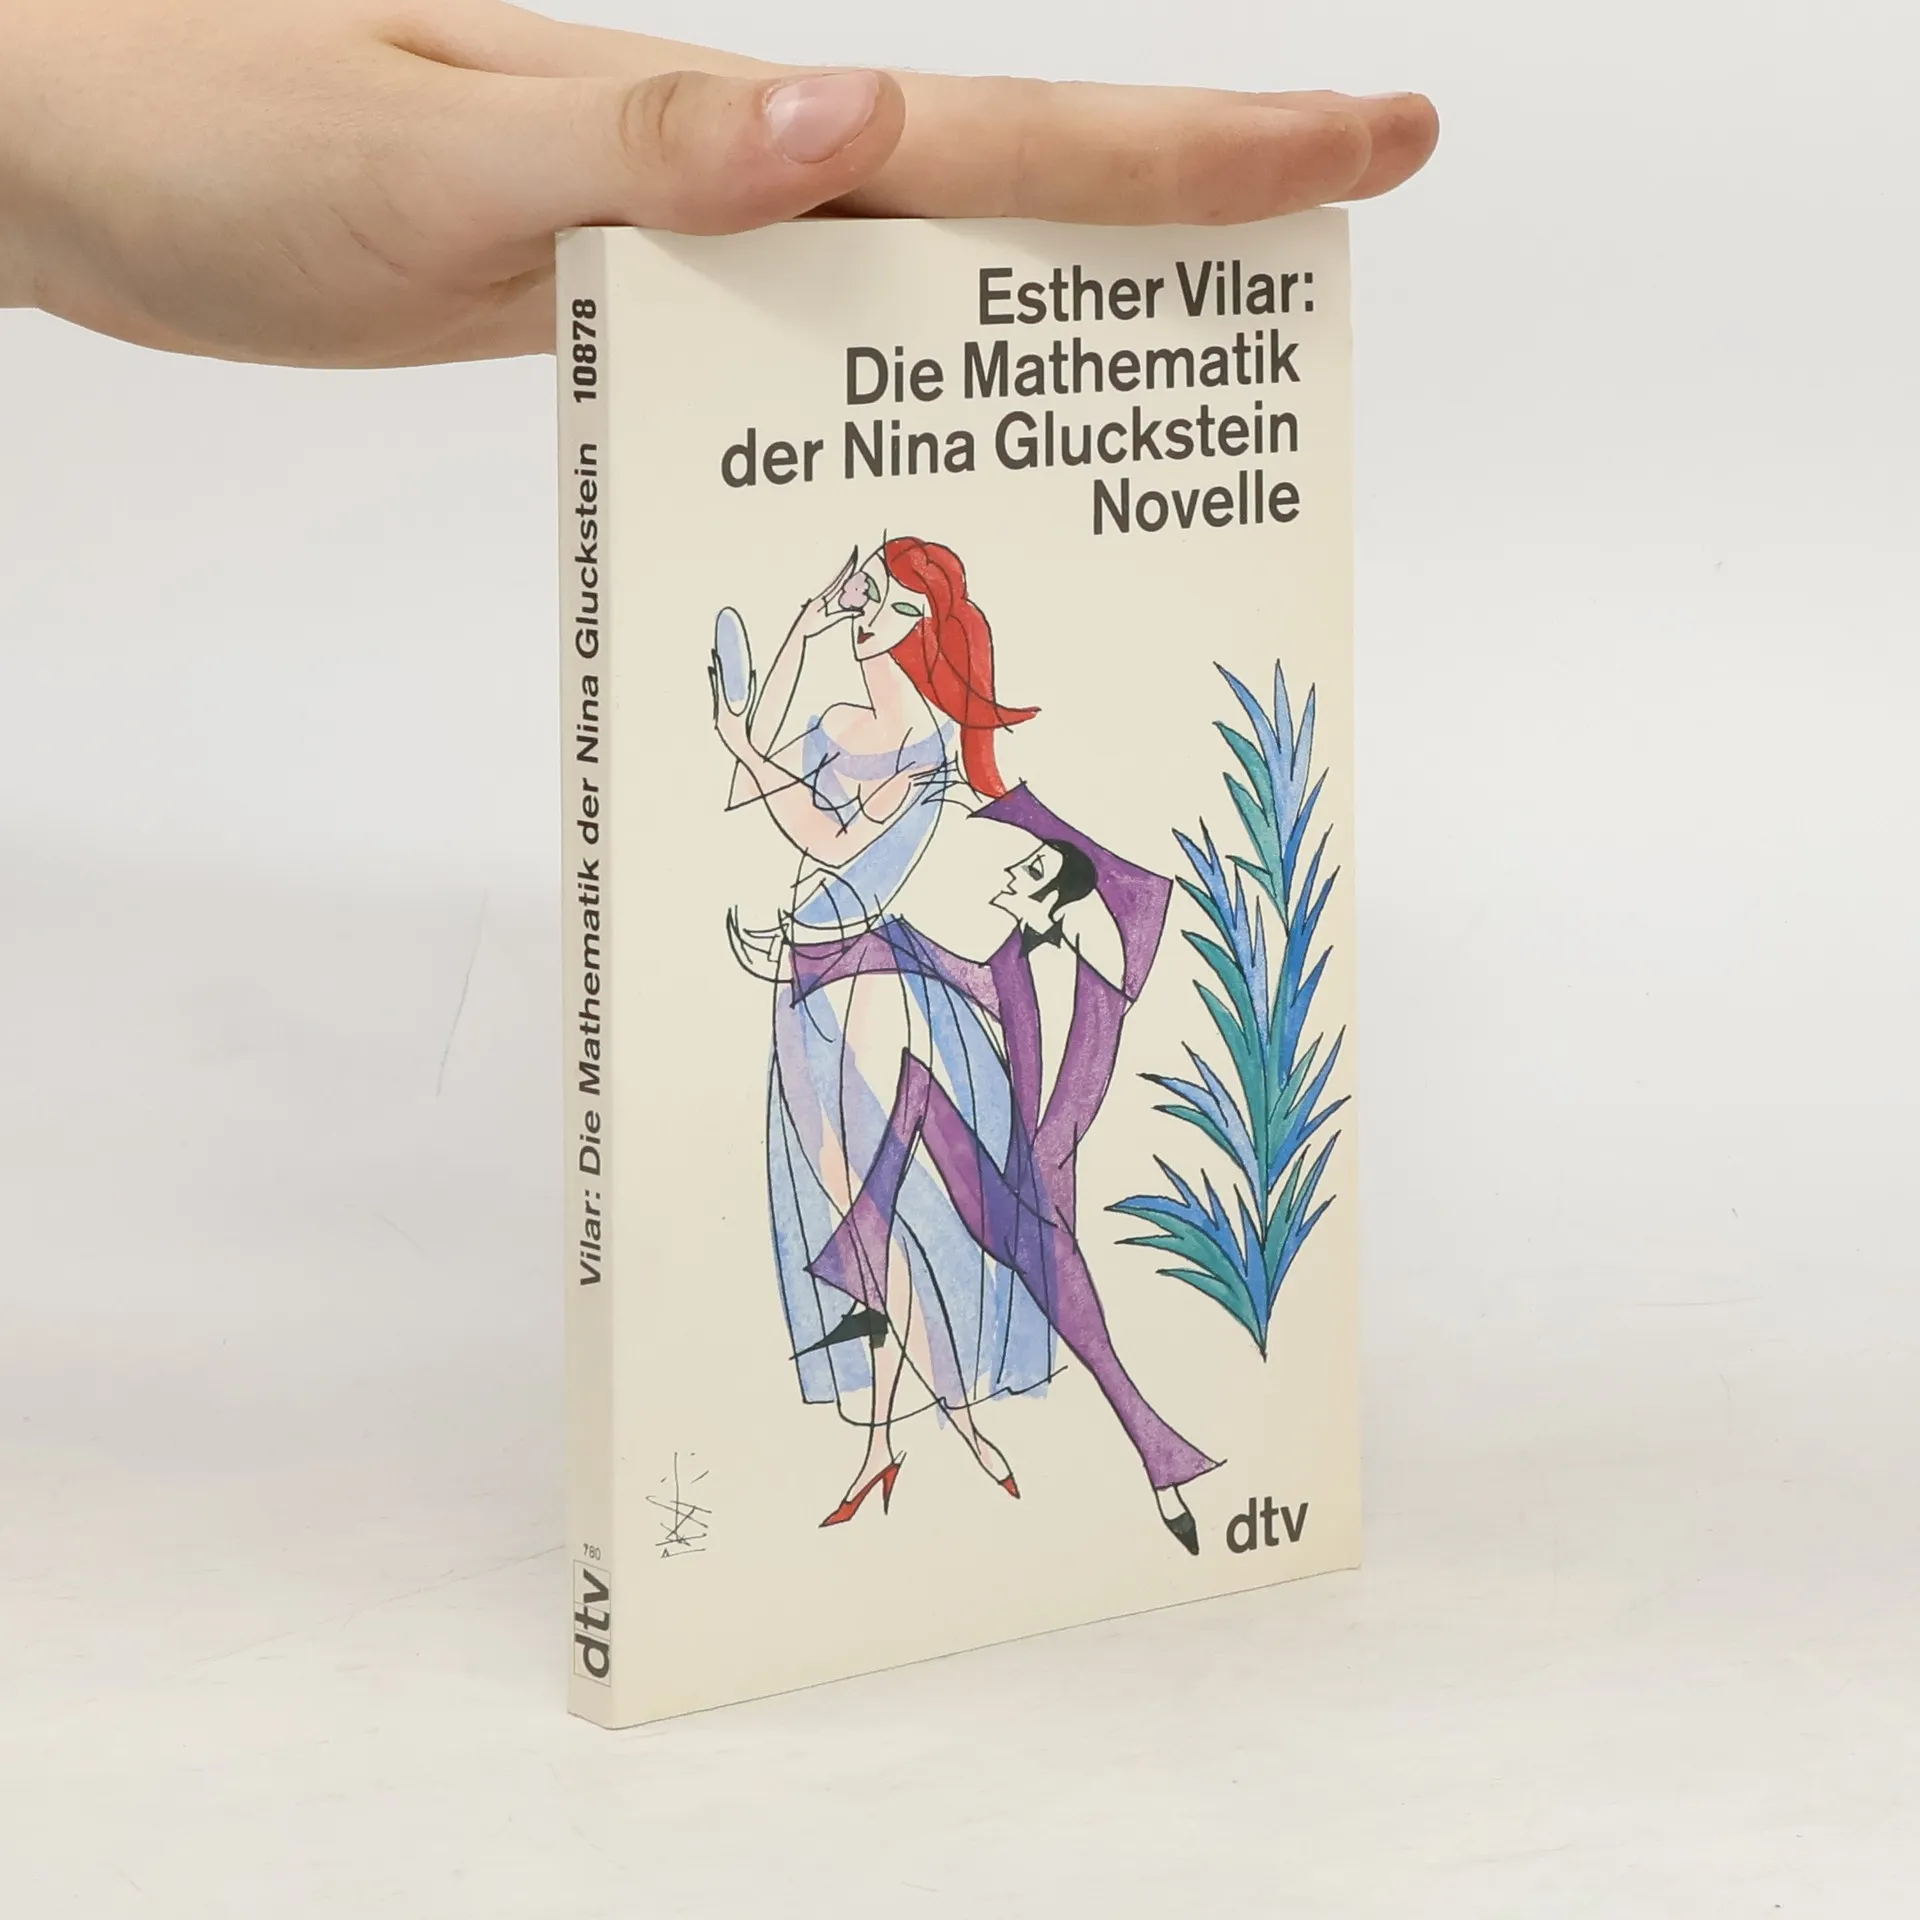 Esther Vilar:
Die Mathematik
der Nina Gluckstein
Novelle
dtv
Vilar: Die Mathematik der Nina Gluckstein 10878
780
dtv